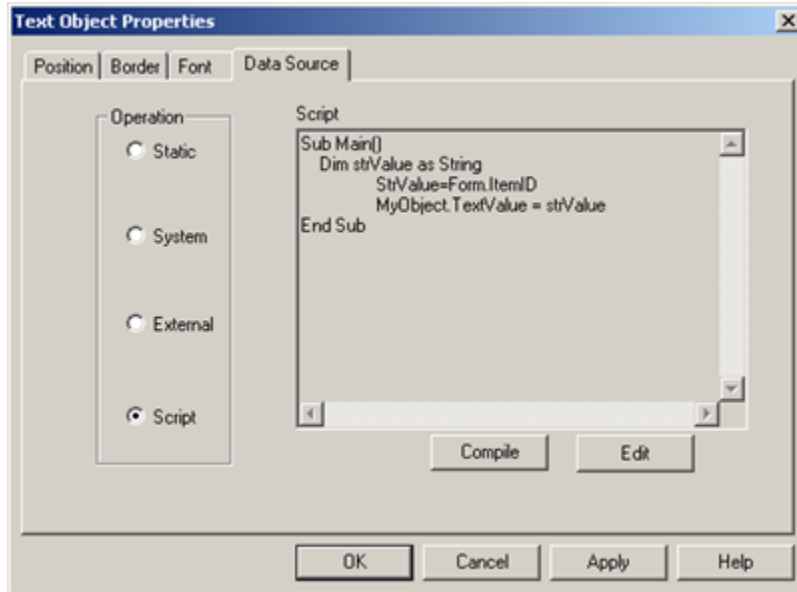 Text Object Properties
Position Border Font Data Source
Operation
Static
System
External
Script
Script
Sub Main()
Dim strValue as String
StrValue=Form.ItemID
MyObject.TextValue = strValue
End Sub
Compile Edit
OK Cancel Apply Help